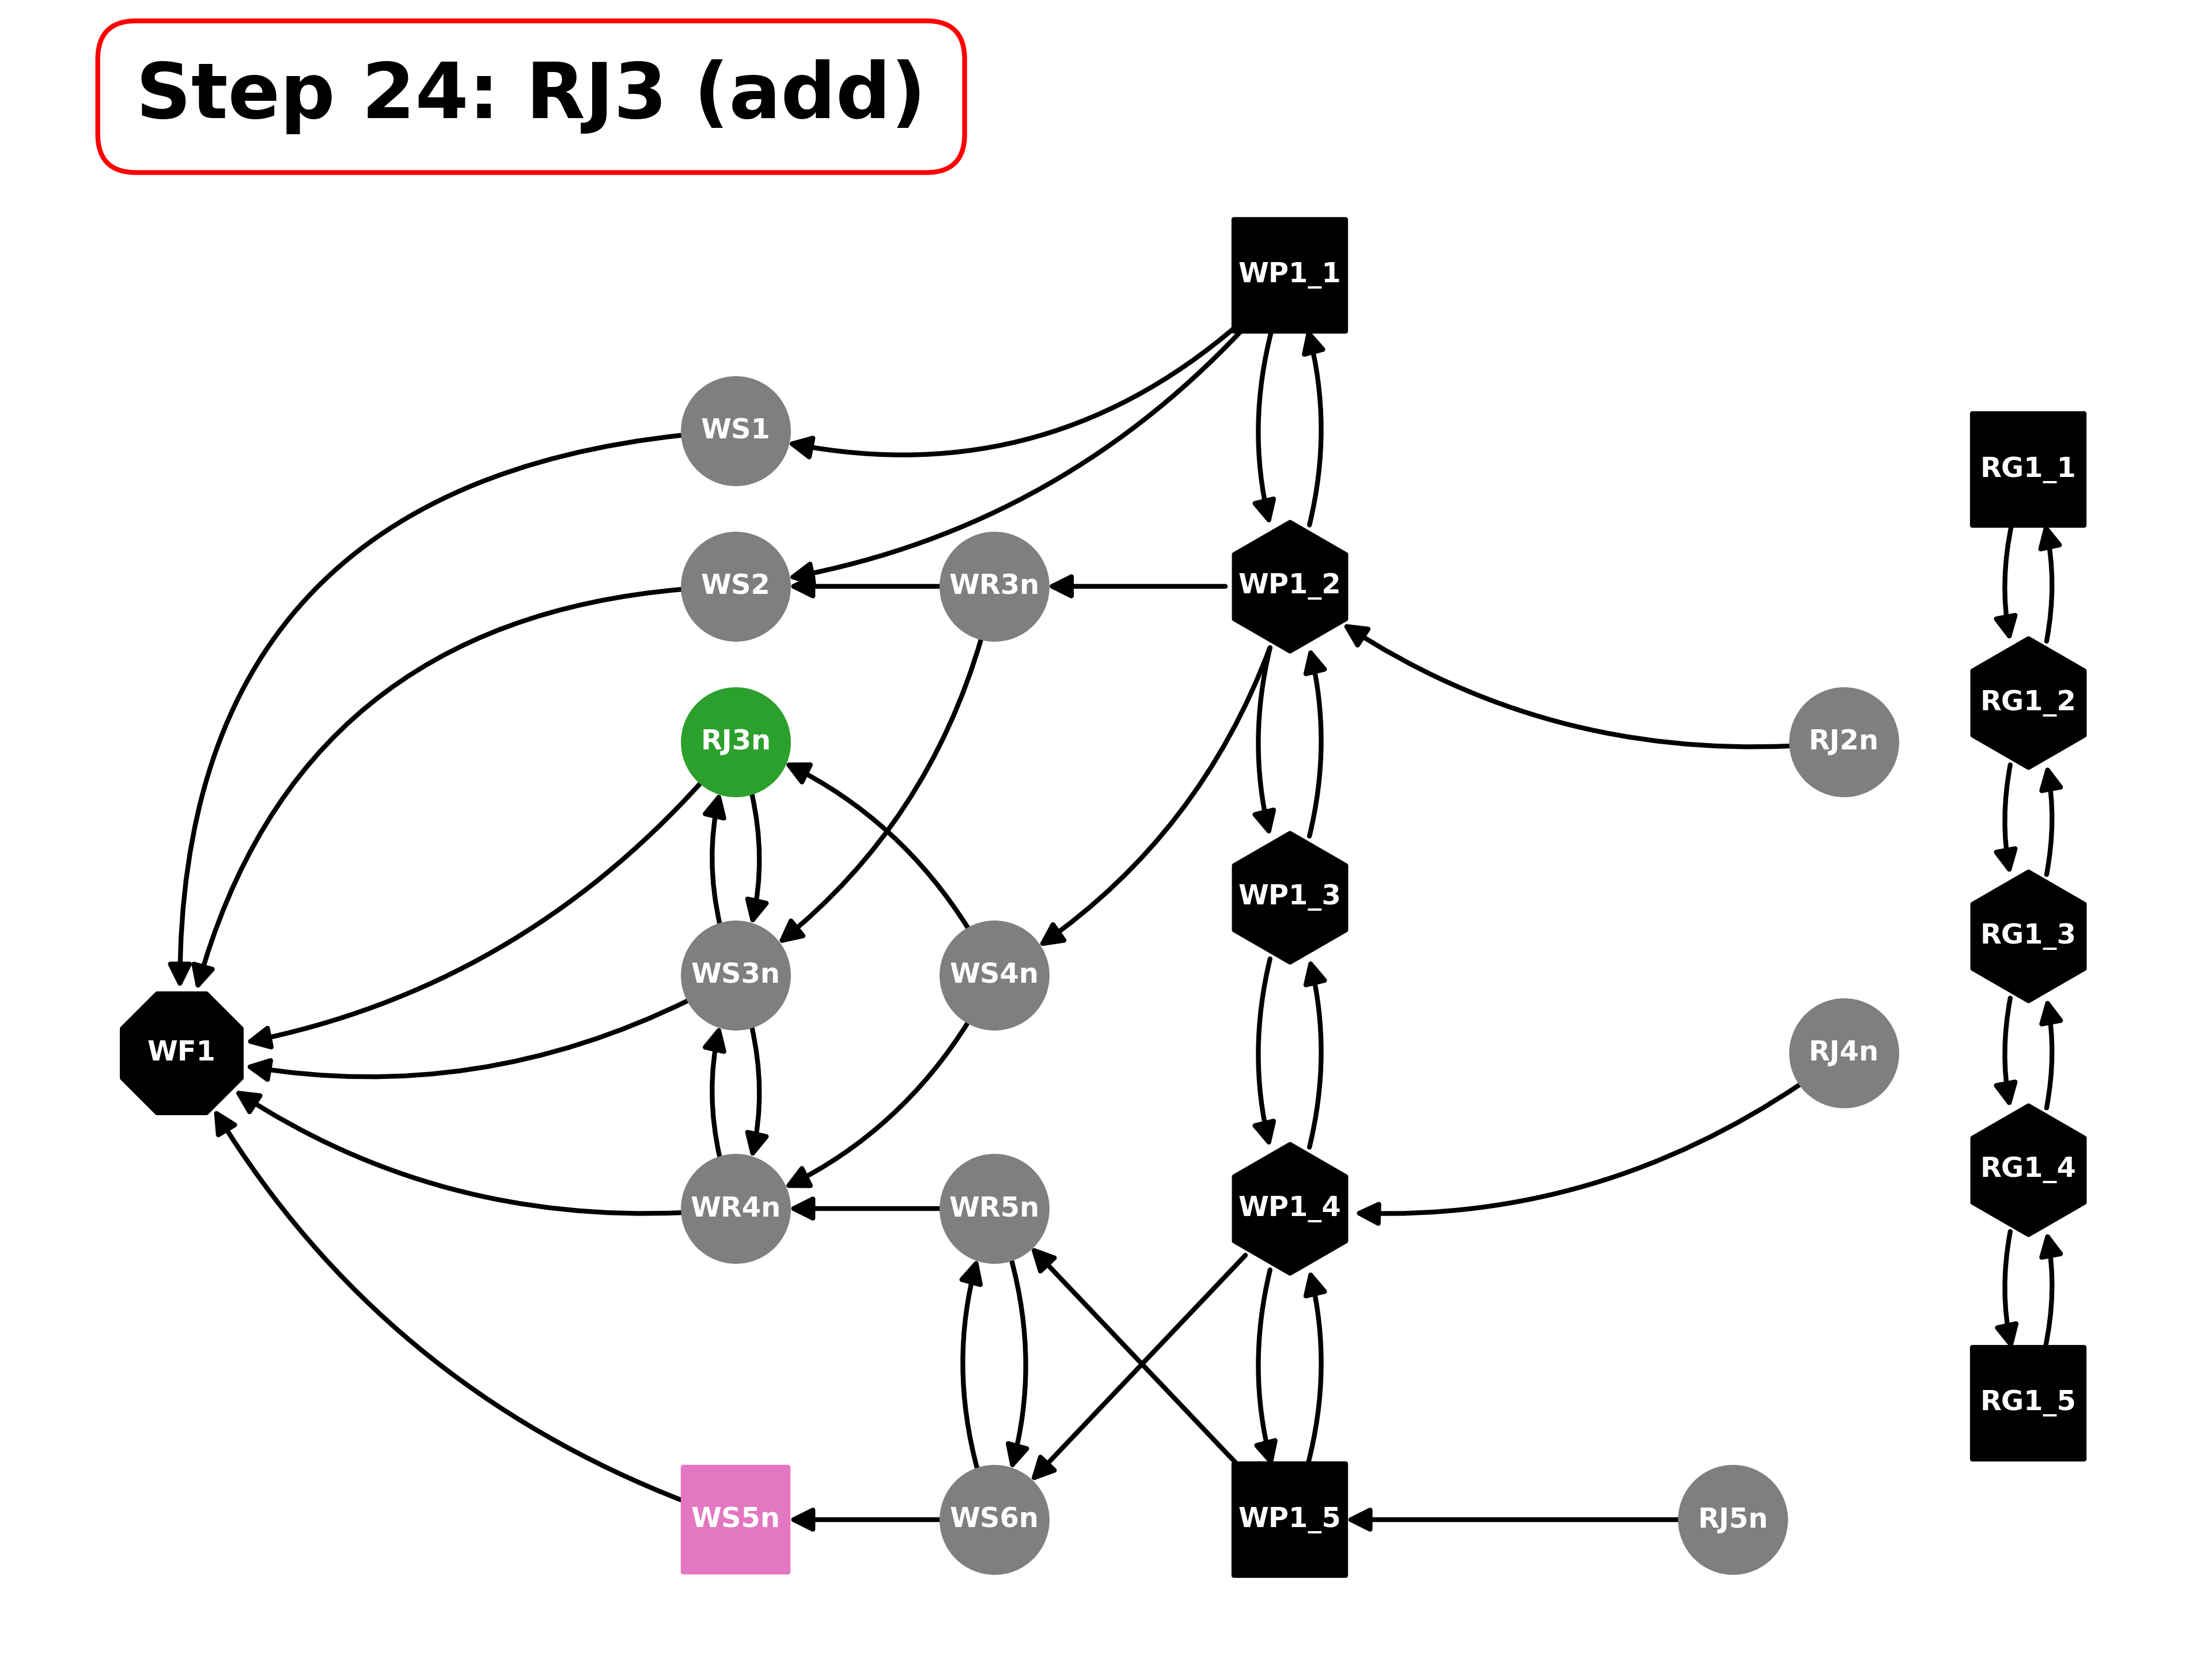 Step 24: RJ3 (add)
WP1_1
WS1
RG1_1
WS2
WR3n
WP1_2
RG1_2
RJ3n
RJ2n
WP1_3
RG1_3
WS3n
WS4n
WF1
RJ4n
RG1_4
WR4n
WR5n
WP1_4
RG1_5
WS5n
WS6n
WP1_5
RJ5n